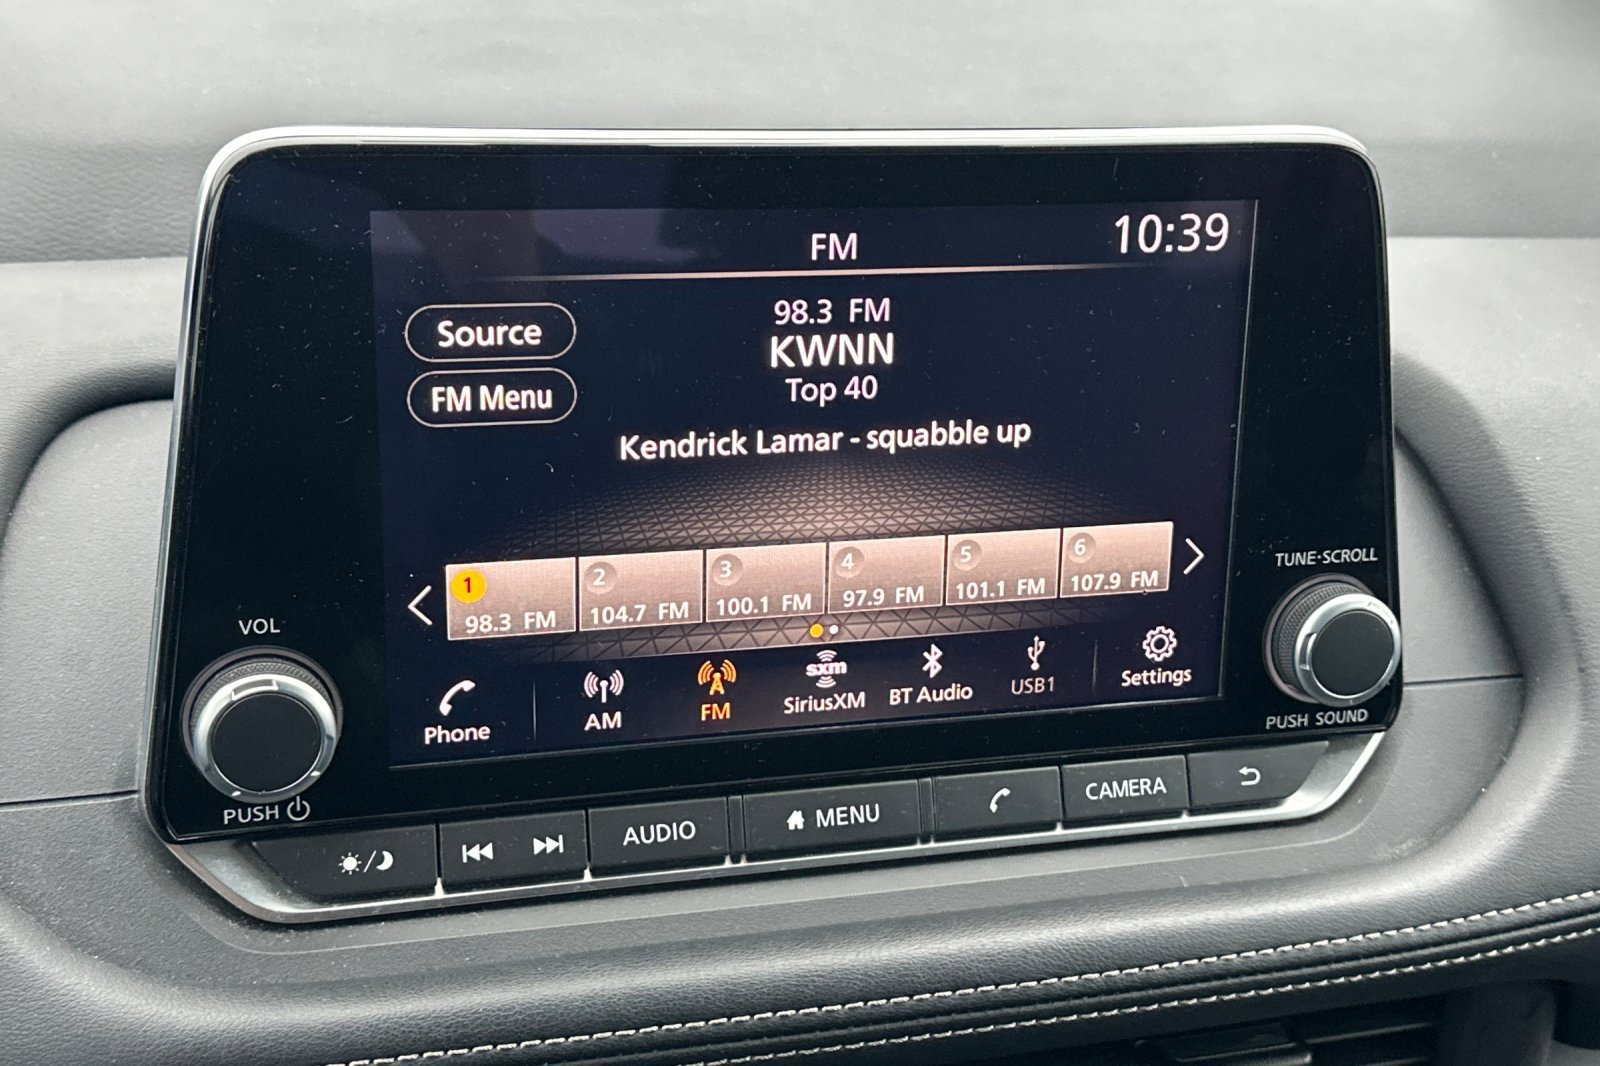 FM
10:39
Source
FM Menu
98.3 FM
KWNN
Top 40
Kendrick Lamar - squabble up
1 98.3 FM
2 104.7 FM
3 100.1 FM
4 97.9 FM
5 101.1 FM
6 107.9 FM
Phone
AM
FM
sxm
SiriusXM
BT Audio
USB1
Settings
VOL
PUSH
TUNE·SCROLL
PUSH SOUND
AUDIO
MENU
CAMERA